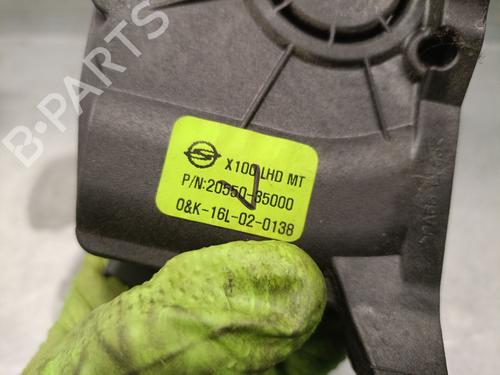 B-PARTS
X100 LHD MT
P/N:20550-35000
O&K-16L-02-0138